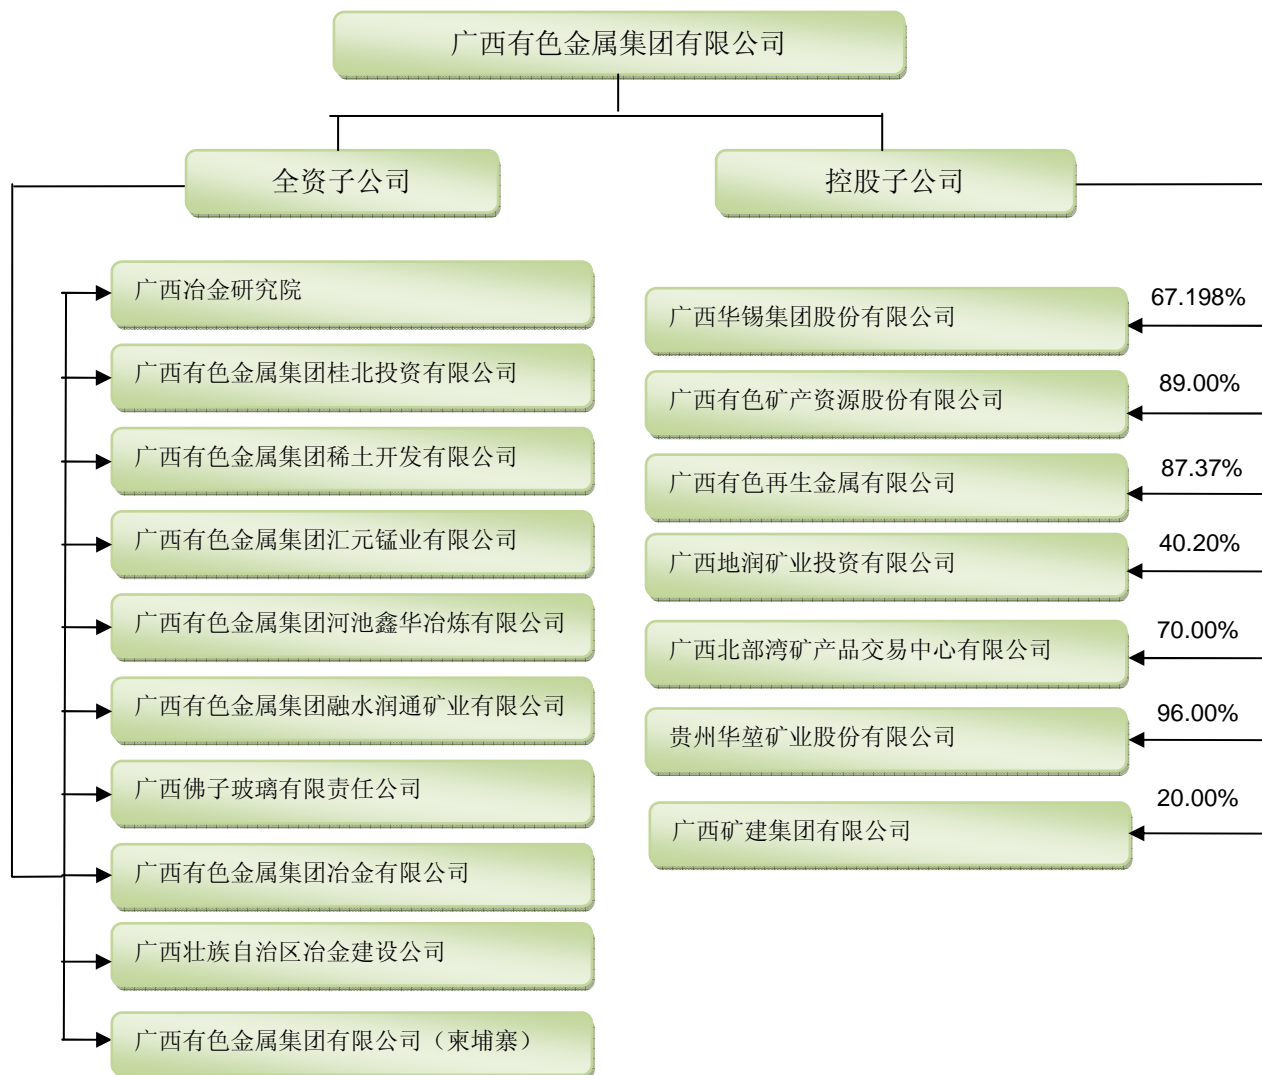 广西有色金属集团有限公司
全资子公司
控股子公司
广西冶金研究院
广西有色金属集团桂北投资有限公司
广西有色金属集团稀土开发有限公司
广西有色金属集团汇元锰业有限公司
广西有色金属集团河池鑫华冶炼有限公司
广西有色金属集团融水润通矿业有限公司
广西佛子玻璃有限责任公司
广西有色金属集团冶金有限公司
广西壮族自治区冶金建设公司
广西有色金属集团有限公司（柬埔寨）
广西华锡集团股份有限公司
67.198%
广西有色矿产资源股份有限公司
89.00%
广西有色再生金属有限公司
87.37%
广西地润矿业投资有限公司
40.20%
广西北部湾矿产品交易中心有限公司
70.00%
贵州华堃矿业股份有限公司
96.00%
广西矿建集团有限公司
20.00%